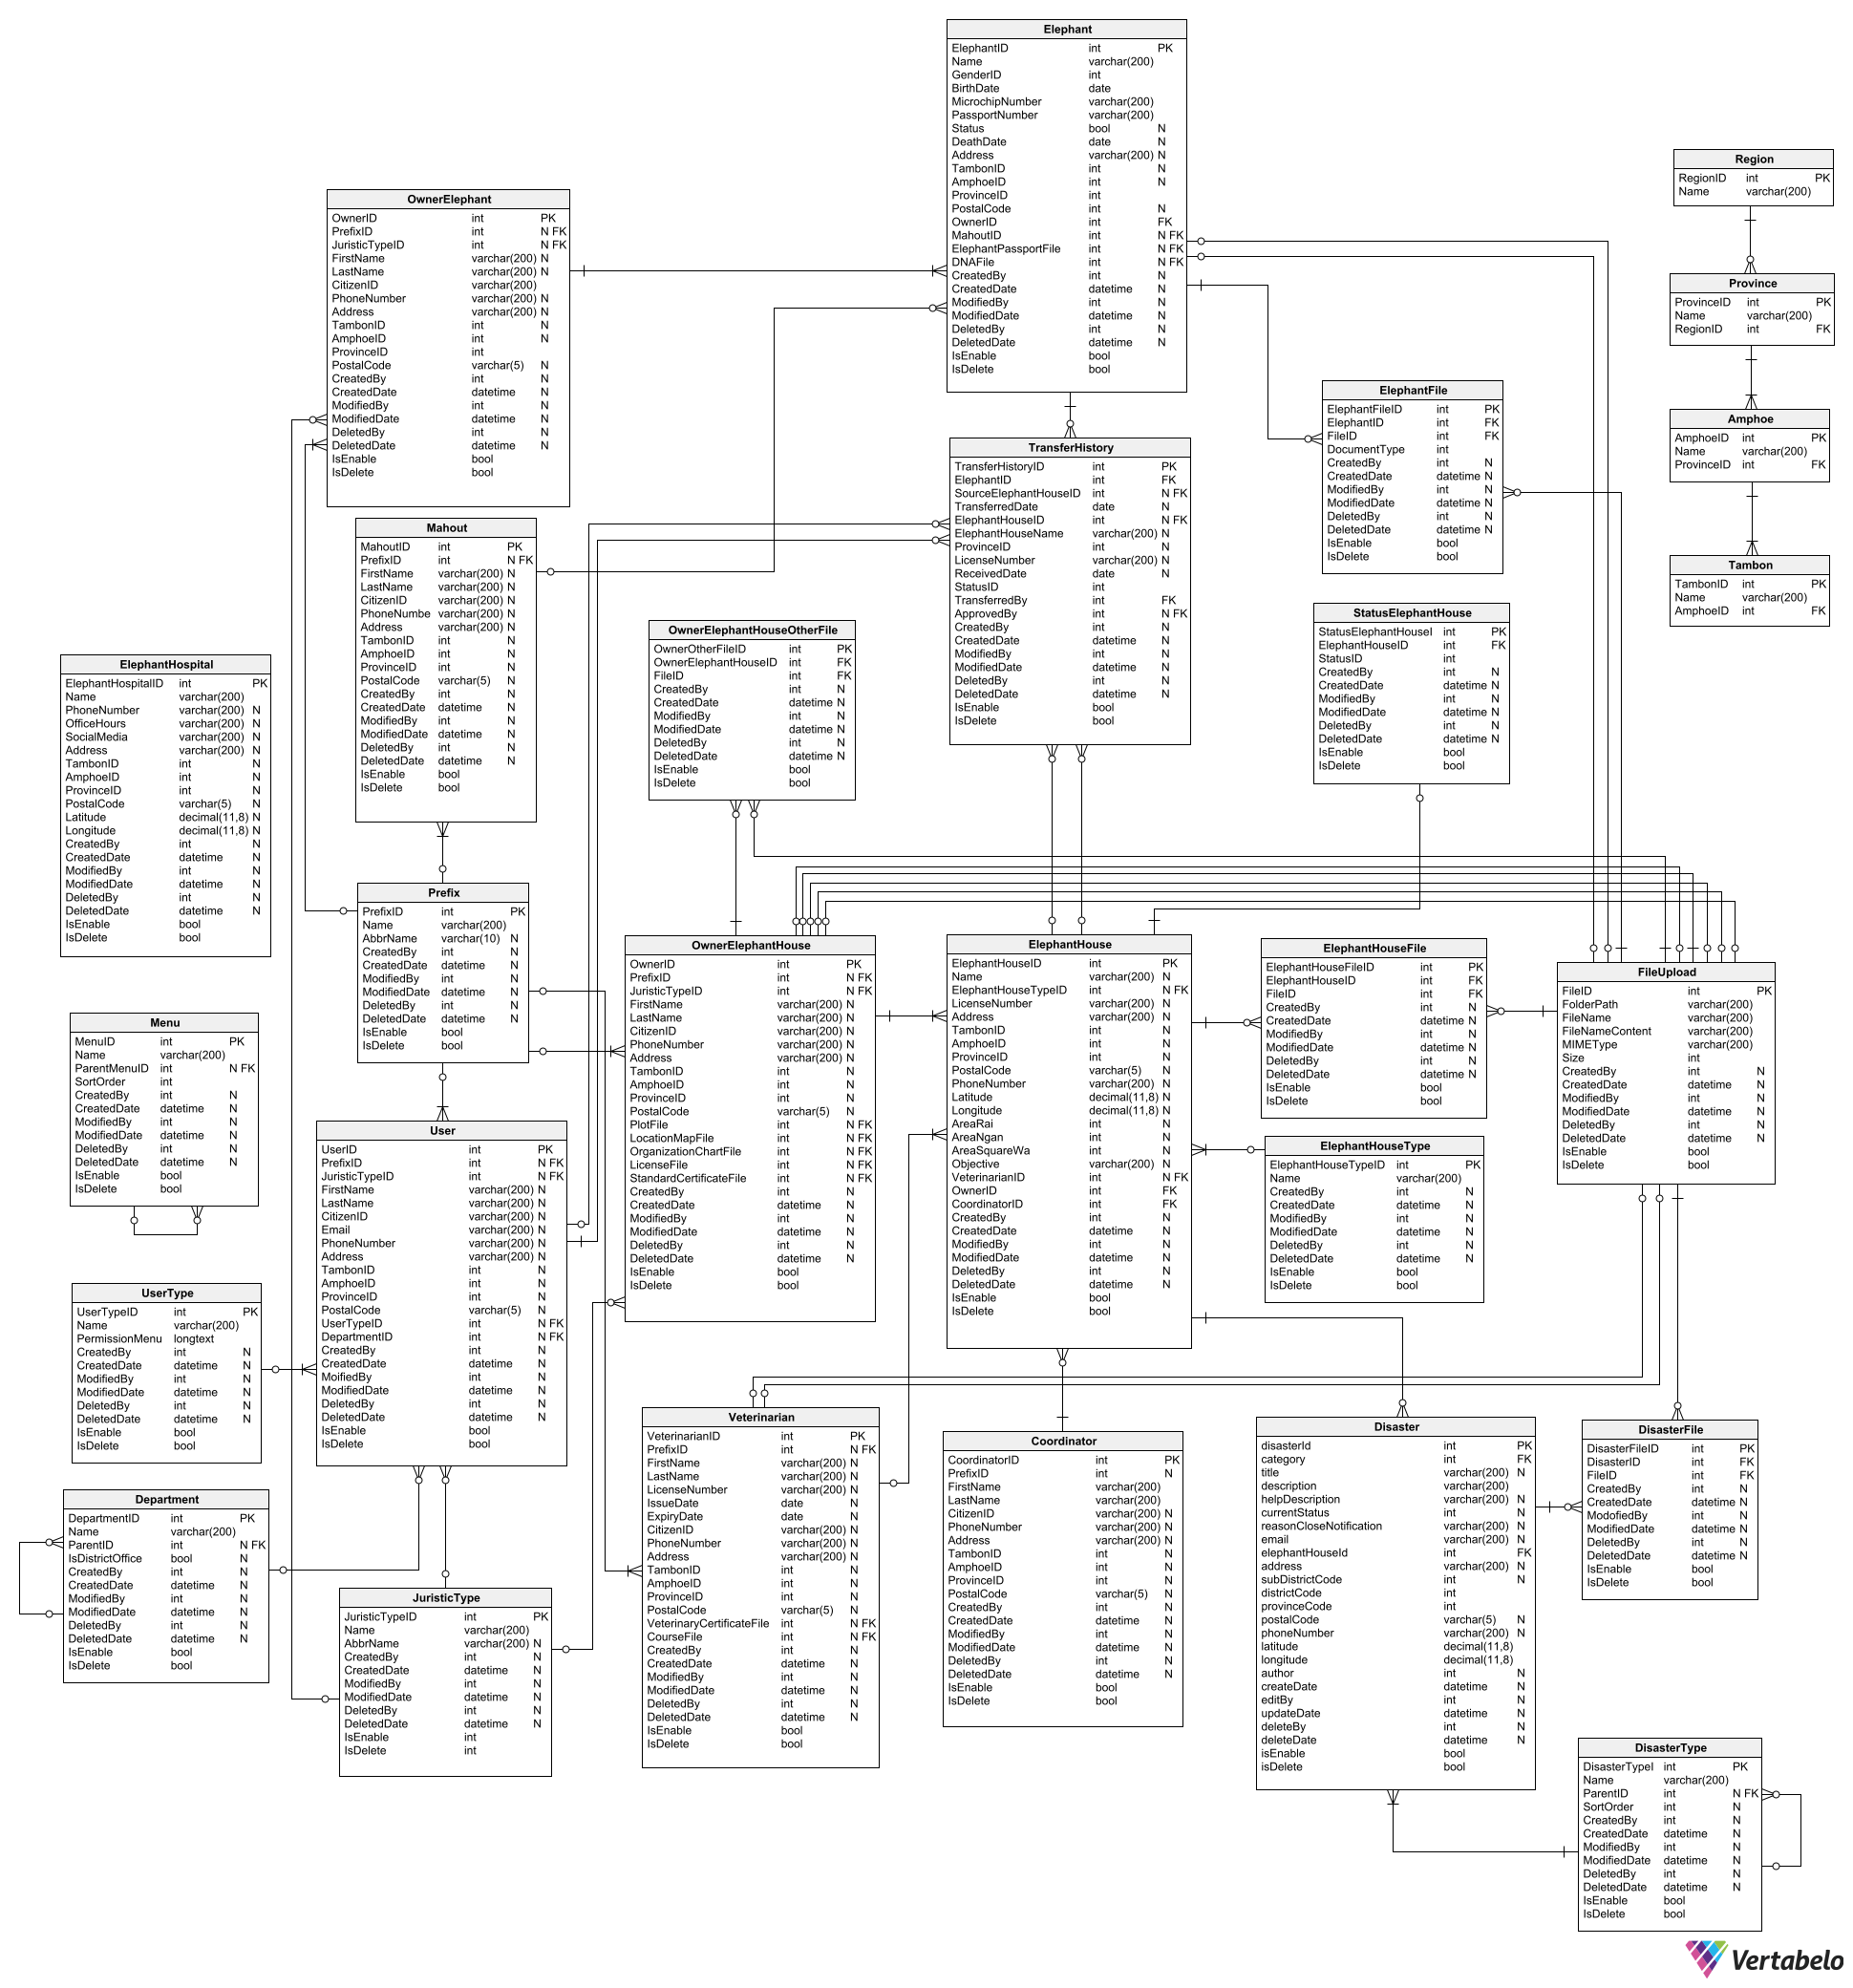 Elephant
ElephantID int PK
Name varchar(200)
GenderID int
BirthDate date
MicrochipNumber varchar(200)
PassportNumber varchar(200)
Status bool N
DeathDate date N
Address varchar(200) N
TambonID int N
AmphoeID int N
ProvinceID int
PostalCode int N
OwnerID int FK
MahoutID int N FK
ElephantPassportFile int N FK
DNAFile int N FK
CreatedBy int N
CreatedDate datetime N
ModifiedBy int N
ModifiedDate datetime N
DeletedBy int N
DeletedDate datetime N
IsEnable bool
IsDelete bool
Region
RegionID int PK
Name varchar(200)
OwnerElephant
OwnerID int PK
PrefixID int N FK
JuristicTypeID int N FK
FirstName varchar(200) N
LastName varchar(200) N
CitizenID varchar(200)
PhoneNumber varchar(200) N
Address varchar(200) N
TambonID int N
AmphoeID int N
ProvinceID int
PostalCode varchar(5) N
CreatedBy int N
CreatedDate datetime N
ModifiedBy int N
ModifiedDate datetime N
DeletedBy int N
DeletedDate datetime N
IsEnable bool
IsDelete bool
Province
ProvinceID int PK
Name varchar(200)
RegionID int FK
ElephantFile
ElephantFileID int PK
ElephantID int FK
FileID int FK
DocumentType int
CreatedBy int N
CreatedDate datetime N
ModifiedBy int N
ModifiedDate datetime N
DeletedBy int N
DeletedDate datetime N
IsEnable bool
IsDelete bool
Amphoe
AmphoeID int PK
Name varchar(200)
ProvinceID int FK
TransferHistory
TransferHistoryID int PK
ElephantID int FK
SourceElephantHouseID int N FK
TransferredDate date N
ElephantHouseID int N FK
ElephantHouseName varchar(200) N
ProvinceID int N
LicenseNumber varchar(200) N
ReceivedDate date N
StatusID int
TransferredBy int FK
ApprovedBy int N FK
CreatedBy int N
CreatedDate datetime N
ModifiedBy int N
ModifiedDate datetime N
DeletedBy int N
DeletedDate datetime N
IsEnable bool
IsDelete bool
Mahout
MahoutID int PK
PrefixID int N FK
FirstName varchar(200) N
LastName varchar(200) N
CitizenID varchar(200) N
PhoneNumbe varchar(200) N
Address varchar(200) N
TambonID int N
AmphoeID int N
ProvinceID int N
PostalCode varchar(5) N
CreatedBy int N
CreatedDate datetime N
ModifiedBy int N
ModifiedDate datetime N
DeletedBy int N
DeletedDate datetime N
IsEnable bool
IsDelete bool
Tambon
TambonID int PK
Name varchar(200)
AmphoeID int FK
StatusElephantHouse
StatusElephantHouseI int PK
ElephantHouseID int FK
StatusID int
CreatedBy int N
CreatedDate datetime N
ModifiedBy int N
ModifiedDate datetime N
DeletedBy int N
DeletedDate datetime N
IsEnable bool
IsDelete bool
OwnerElephantHouseOtherFile
OwnerOtherFileID int PK
OwnerElephantHouseID int FK
FileID int FK
CreatedBy int N
CreatedDate datetime N
ModifiedBy int N
ModifiedDate datetime N
DeletedBy int N
DeletedDate datetime N
IsEnable bool
IsDelete bool
ElephantHospital
ElephantHospitalID int PK
Name varchar(200)
PhoneNumber varchar(200) N
OfficeHours varchar(200) N
SocialMedia varchar(200) N
Address varchar(200) N
TambonID int N
AmphoeID int N
ProvinceID int N
PostalCode varchar(5) N
Latitude decimal(11,8) N
Longitude decimal(11,8) N
CreatedBy int N
CreatedDate datetime N
ModifiedBy int N
ModifiedDate datetime N
DeletedBy int N
DeletedDate datetime N
IsEnable bool
IsDelete bool
Prefix
PrefixID int PK
Name varchar(200)
AbbrName varchar(10) N
CreatedBy int N
CreatedDate datetime N
ModifiedBy int N
ModifiedDate datetime N
DeletedBy int N
DeletedDate datetime N
IsEnable bool
IsDelete bool
OwnerElephantHouse
OwnerID int PK
PrefixID int N FK
JuristicTypeID int N FK
FirstName varchar(200) N
LastName varchar(200) N
CitizenID varchar(200) N
PhoneNumber varchar(200) N
Address varchar(200) N
TambonID int N
AmphoeID int N
ProvinceID int N
PostalCode varchar(5) N
PlotFile int N FK
LocationMapFile int N FK
OrganizationChartFile int N FK
LicenseFile int N FK
StandardCertificateFile int N FK
CreatedBy int N
CreatedDate datetime N
ModifiedBy int N
ModifiedDate datetime N
DeletedBy int N
DeletedDate datetime N
IsEnable bool
IsDelete bool
ElephantHouse
ElephantHouseID int PK
Name varchar(200) N
ElephantHouseTypeID int N FK
LicenseNumber varchar(200) N
Address varchar(200) N
TambonID int N
AmphoeID int N
ProvinceID int N
PostalCode varchar(5) N
PhoneNumber varchar(200) N
Latitude decimal(11,8) N
Longitude decimal(11,8) N
AreaRai int N
AreaNgan int N
AreaSquareWa int N
Objective varchar(200) N
VeterinarianID int N FK
OwnerID int FK
CoordinatorID int FK
CreatedBy int N
CreatedDate datetime N
ModifiedBy int N
ModifiedDate datetime N
DeletedBy int N
DeletedDate datetime N
IsEnable bool
IsDelete bool
ElephantHouseFile
ElephantHouseFileID int PK
ElephantHouseID int FK
FileID int FK
CreatedBy int N
CreatedDate datetime N
ModifiedBy int N
ModifiedDate datetime N
DeletedBy int N
DeletedDate datetime N
IsEnable bool
IsDelete bool
FileUpload
FileID int PK
FolderPath varchar(200)
FileName varchar(200)
FileNameContent varchar(200)
MIMEType varchar(200)
Size int
CreatedBy int N
CreatedDate datetime N
ModifiedBy int N
ModifiedDate datetime N
DeletedBy int N
DeletedDate datetime N
IsEnable bool
IsDelete bool
Menu
MenuID int PK
Name varchar(200)
ParentMenuID int N FK
SortOrder int
CreatedBy int N
CreatedDate datetime N
ModifiedBy int N
ModifiedDate datetime N
DeletedBy int N
DeletedDate datetime N
IsEnable bool
IsDelete bool
User
UserID int PK
PrefixID int N FK
JuristicTypeID int N FK
FirstName varchar(200) N
LastName varchar(200) N
CitizenID varchar(200) N
Email varchar(200) N
PhoneNumber varchar(200) N
Address varchar(200) N
TambonID int N
AmphoeID int N
ProvinceID int N
PostalCode varchar(5) N
UserTypeID int N FK
DepartmentID int N FK
CreatedBy int N
CreatedDate datetime N
MoifiedBy int N
ModifiedDate datetime N
DeletedBy int N
DeletedDate datetime N
IsEnable bool
IsDelete bool
ElephantHouseType
ElephantHouseTypeID int PK
Name varchar(200)
CreatedBy int N
CreatedDate datetime N
ModifiedBy int N
ModifiedDate datetime N
DeletedBy int N
DeletedDate datetime N
IsEnable bool
IsDelete bool
UserType
UserTypeID int PK
Name varchar(200)
PermissionMenu longtext
CreatedBy int N
CreatedDate datetime N
ModifiedBy int N
ModifiedDate datetime N
DeletedBy int N
DeletedDate datetime N
IsEnable bool
IsDelete bool
Veterinarian
VeterinarianID int PK
PrefixID int N FK
FirstName varchar(200) N
LastName varchar(200) N
LicenseNumber varchar(200) N
IssueDate date N
ExpiryDate date N
CitizenID varchar(200) N
PhoneNumber varchar(200) N
Address varchar(200) N
TambonID int N
AmphoeID int N
ProvinceID int N
PostalCode varchar(5) N
VeterinaryCertificateFile int N FK
CourseFile int N FK
CreatedBy int N
CreatedDate datetime N
ModifiedBy int N
ModifiedDate datetime N
DeletedBy int N
DeletedDate datetime N
IsEnable bool
IsDelete bool
Coordinator
CoordinatorID int PK
PrefixID int N
FirstName varchar(200)
LastName varchar(200)
CitizenID varchar(200) N
PhoneNumber varchar(200) N
Address varchar(200) N
TambonID int N
AmphoeID int N
ProvinceID int N
PostalCode varchar(5) N
CreatedBy int N
CreatedDate datetime N
ModifiedBy int N
ModifiedDate datetime N
DeletedBy int N
DeletedDate datetime N
IsEnable bool
IsDelete bool
Disaster
disasterId int PK
category int FK
title varchar(200) N
description varchar(200)
helpDescription varchar(200) N
currentStatus int N
reasonCloseNotification varchar(200) N
email varchar(200) N
elephantHouseId int FK
address varchar(200) N
subDistrictCode int N
districtCode int
provinceCode int
postalCode varchar(5) N
phoneNumber varchar(200) N
latitude decimal(11,8)
longitude decimal(11,8)
author int N
createDate datetime N
editBy int N
updateDate datetime N
deleteBy int N
deleteDate datetime N
isEnable bool
isDelete bool
DisasterFile
DisasterFileID int PK
DisasterID int FK
FileID int FK
CreatedBy int N
CreatedDate datetime N
ModofiedBy int N
ModifiedDate datetime N
DeletedBy int N
DeletedDate datetime N
IsEnable bool
IsDelete bool
Department
DepartmentID int PK
Name varchar(200)
ParentID int N FK
IsDistrictOffice bool N
CreatedBy int N
CreatedDate datetime N
ModifiedBy int N
ModifiedDate datetime N
DeletedBy int N
DeletedDate datetime N
IsEnable bool
IsDelete bool
JuristicType
JuristicTypeID int PK
Name varchar(200)
AbbrName varchar(200) N
CreatedBy int N
CreatedDate datetime N
ModifiedBy int N
ModifiedDate datetime N
DeletedBy int N
DeletedDate datetime N
IsEnable int
IsDelete int
DisasterType
DisasterTypeI int PK
Name varchar(200)
ParentID int N FK
SortOrder int N
CreatedBy int N
CreatedDate datetime N
ModifiedBy int N
ModifiedDate datetime N
DeletedBy int N
DeletedDate datetime N
IsEnable bool
IsDelete bool
Vertabelo